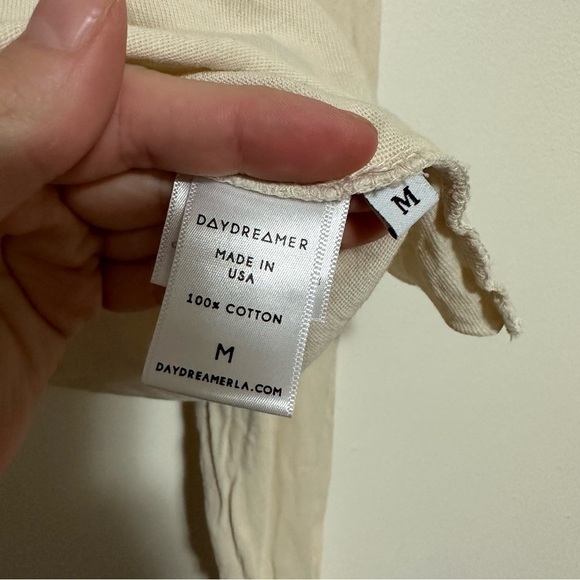 DAYDREAMER
MADE IN
USA
100% COTTON
M
DAYDREAMERLA.COM
M